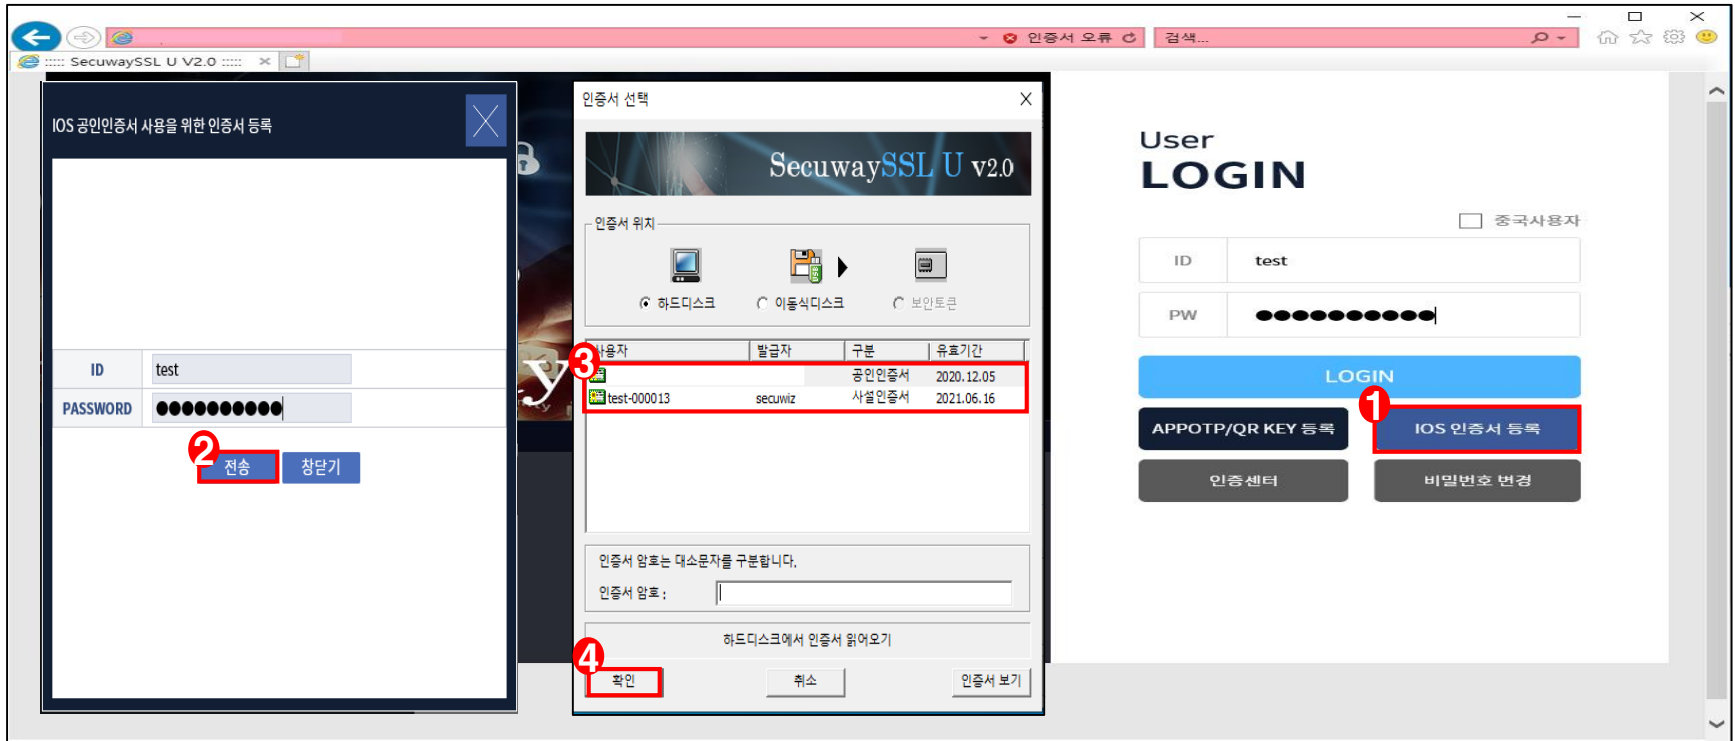 인증서 오류
검색...
::::: SecuwaySSL U V2.0 :::::
IOS 공인인증서 사용을 위한 인증서 등록
ID test
PASSWORD ●●●●●●●●●●
2
전송 창닫기
인증서 선택
SecuwaySSL U v2.0
인증서 위치
하드디스크 이동식디스크 보안토큰
3
사용자 발급자 구분 유효기간
공인인증서 2020.12.05
test-000013 secuwiz 사설인증서 2021.06.16
인증서 암호는 대소문자를 구분합니다.
인증서 암호 :
하드디스크에서 인증서 읽어오기
4
확인 취소 인증서 보기
User
LOGIN
중국사용자
ID test
PW ●●●●●●●●●●
LOGIN
1
APPOTP/QR KEY 등록 IOS 인증서 등록
인증센터 비밀번호 변경